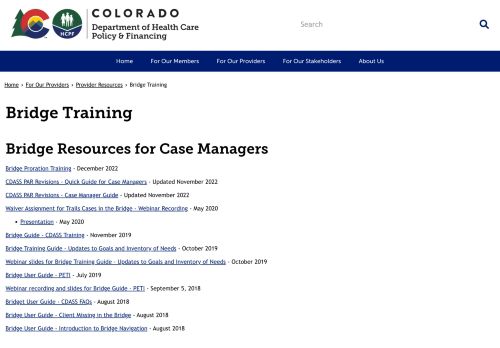 COLORADO
Department of Health Care
Policy & Financing
HCPF
Search
Home
For Our Members
For Our Providers
For Our Stakeholders
About Us
Home › For Our Providers › Provider Resources › Bridge Training
Bridge Training
Bridge Resources for Case Managers
Bridge Proration Training - December 2022
CDASS PAR Revisions - Quick Guide for Case Managers - Updated November 2022
CDASS PAR Revisions - Case Manager Guide - Updated November 2022
Waiver Assignment for Trails Cases in the Bridge - Webinar Recording - May 2020
• Presentation - May 2020
Bridge Guide - CDASS Training - November 2019
Bridge Training Guide - Updates to Goals and Inventory of Needs - October 2019
Webinar slides for Bridge Training Guide - Updates to Goals and Inventory of Needs - October 2019
Bridge User Guide - PETI - July 2019
Webinar recording and slides for Bridge Guide - PETI - September 5, 2018
Bridget User Guide - CDASS FAQs - August 2018
Bridge User Guide - Client Missing in the Bridge - August 2018
Bridge User Guide - Introduction to Bridge Navigation - August 2018